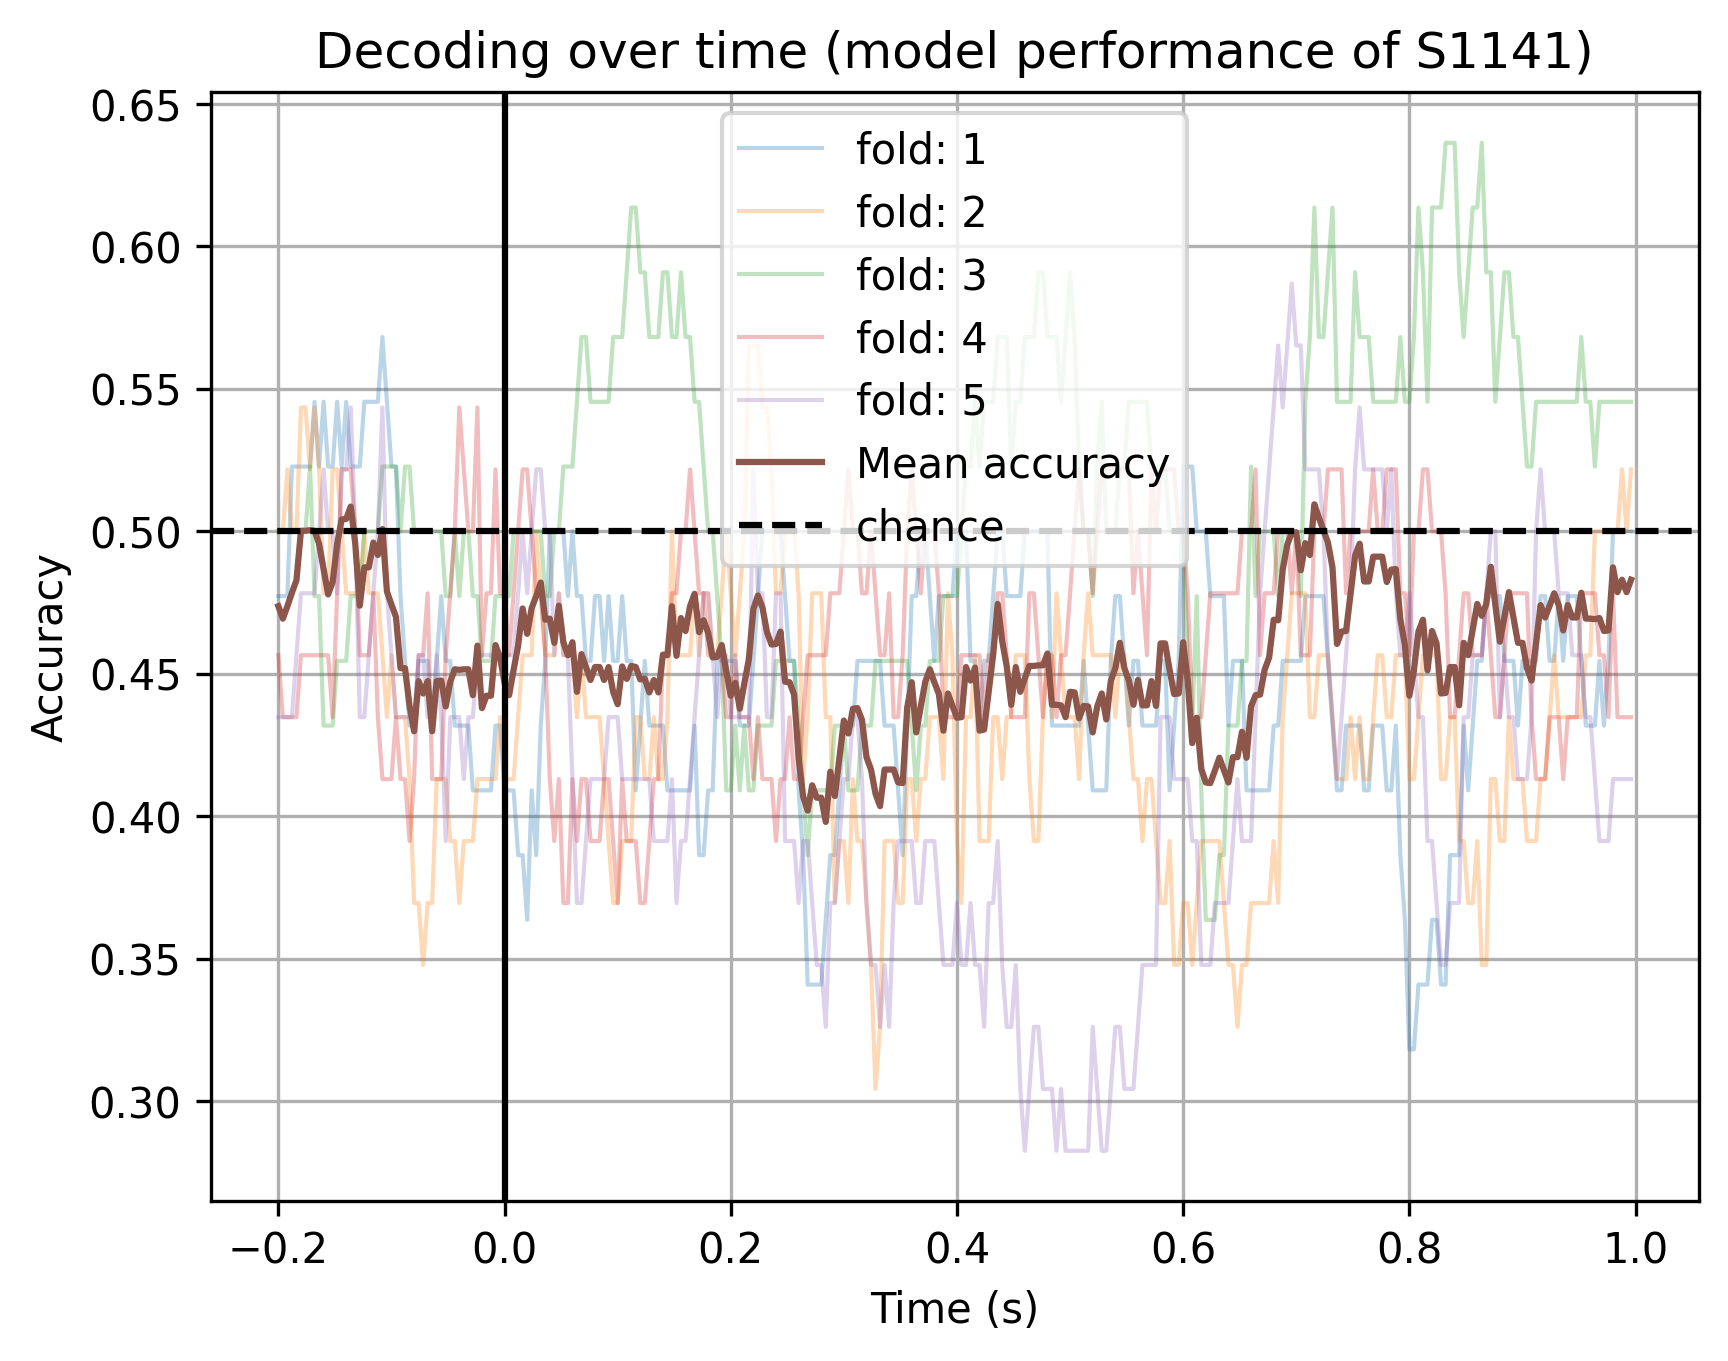 Decoding over time (model performance of S1141)
0.65
0.60
0.55
0.50
0.45
0.40
0.35
0.30
Accuracy
fold: 1
fold: 2
fold: 3
fold: 4
fold: 5
Mean accuracy
chance
−0.2 0.0 0.2 0.4 0.6 0.8 1.0
Time (s)